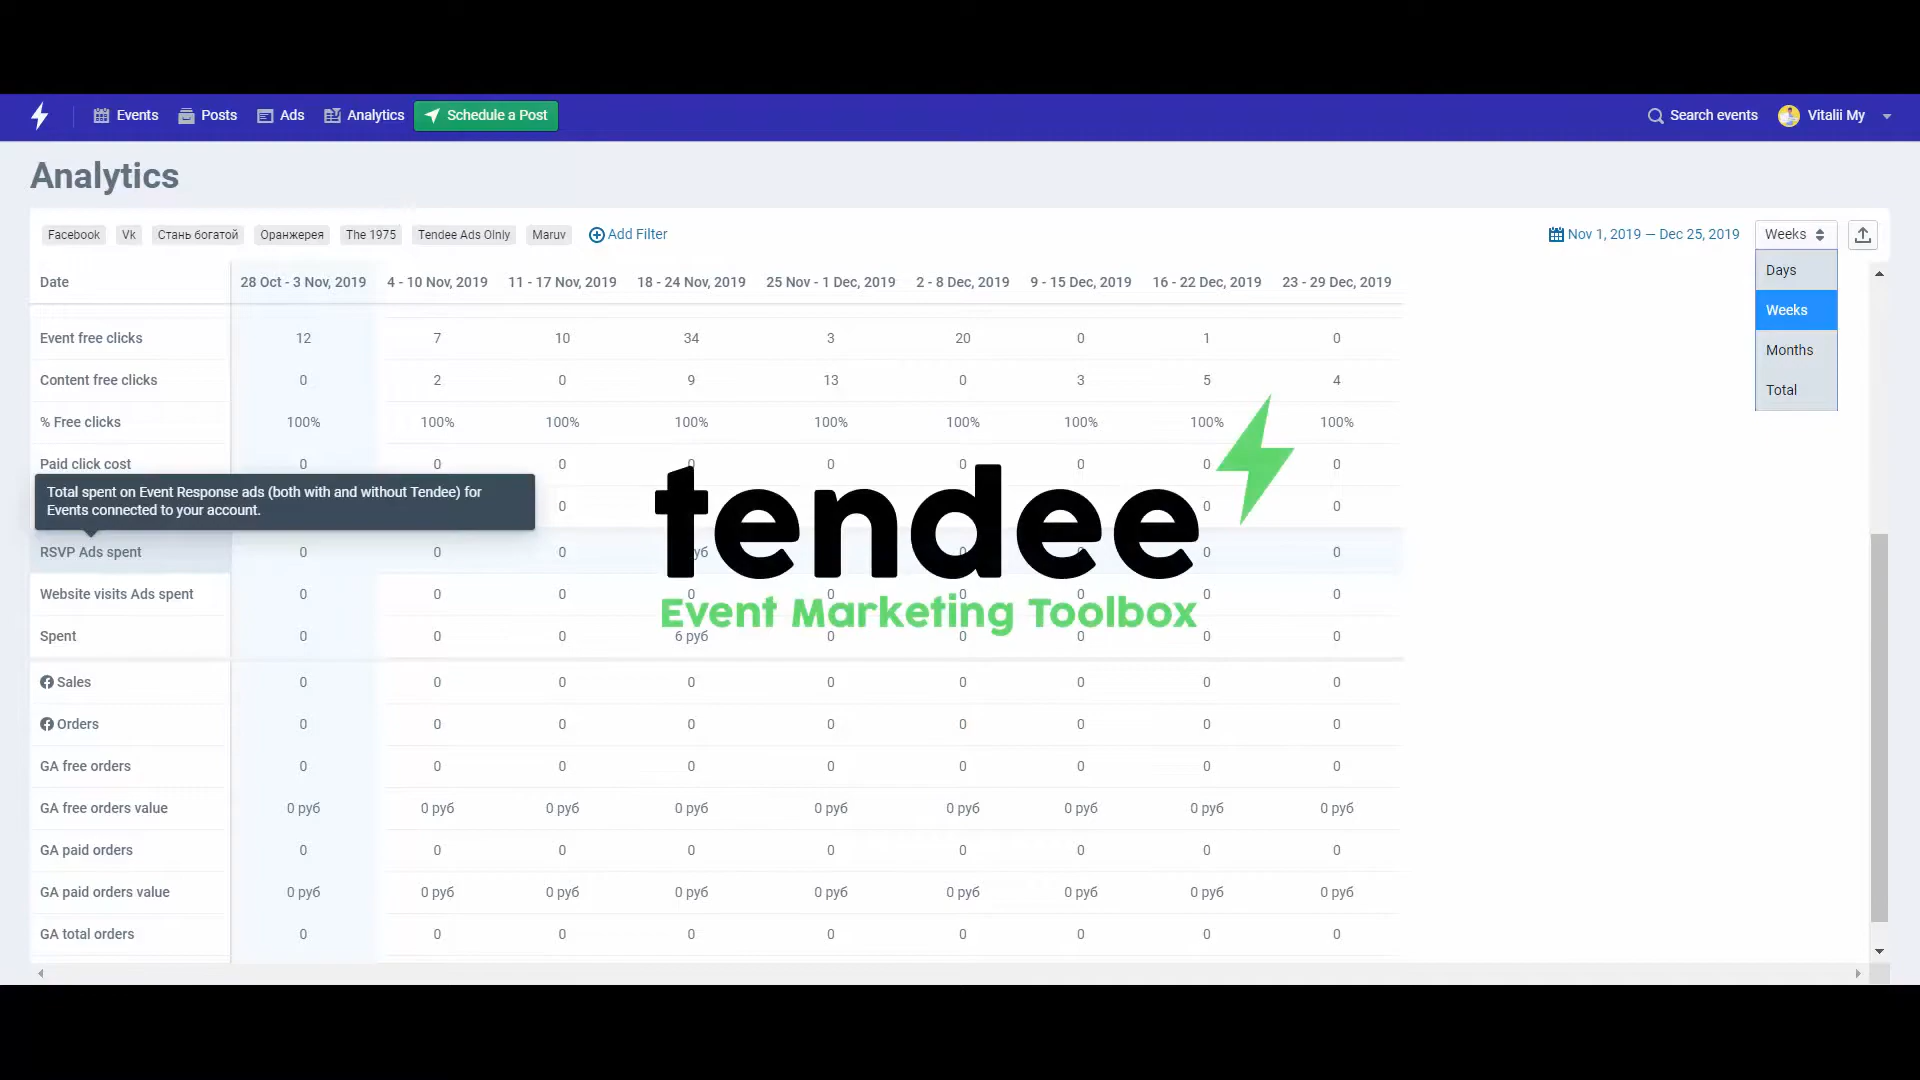 Events Posts Ads Analytics Schedule a Post Search events Vitalii My
Analytics
Facebook Vk Стань богатой Оранжерея The 1975 Tendee Ads Olnly Maruv Add Filter Nov 1, 2019 — Dec 25, 2019 Weeks
Days
Weeks
Months
Total
Date 28 Oct - 3 Nov, 2019 4 - 10 Nov, 2019 11 - 17 Nov, 2019 18 - 24 Nov, 2019 25 Nov - 1 Dec, 2019 2 - 8 Dec, 2019 9 - 15 Dec, 2019 16 - 22 Dec, 2019 23 - 29 Dec, 2019
Event free clicks 12 7 10 34 3 20 0 1 0
Content free clicks 0 2 0 9 13 0 3 5 4
% Free clicks 100% 100% 100% 100% 100% 100% 100% 100% 100%
Paid click cost 0 0 0 0 0 0 0 0 0
Total spent on Event Response ads (both with and without Tendee) for
Events connected to your account.
0 0 0
tendee
Event Marketing Toolbox
RSVP Ads spent 0 0 0 уб 0 0 0 0
Website visits Ads spent 0 0 0 0 0 0 0 0 0
Spent 0 0 0 6 руб 0 0 0 0 0
Sales 0 0 0 0 0 0 0 0 0
Orders 0 0 0 0 0 0 0 0 0
GA free orders 0 0 0 0 0 0 0 0 0
GA free orders value 0 руб 0 руб 0 руб 0 руб 0 руб 0 руб 0 руб 0 руб 0 руб
GA paid orders 0 0 0 0 0 0 0 0 0
GA paid orders value 0 руб 0 руб 0 руб 0 руб 0 руб 0 руб 0 руб 0 руб 0 руб
GA total orders 0 0 0 0 0 0 0 0 0